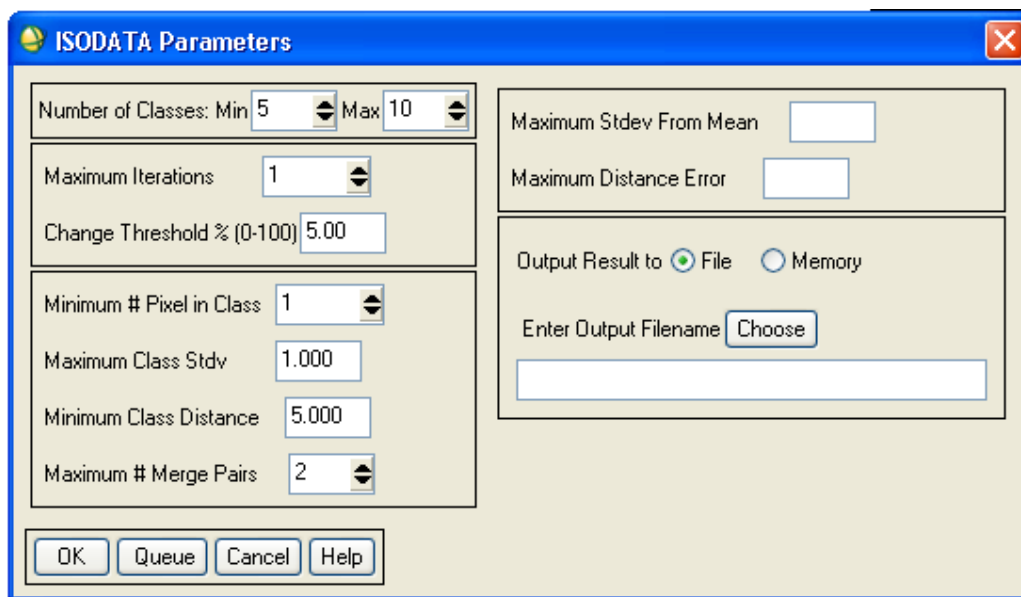 ISODATA Parameters
Number of Classes: Min 5 Max 10
Maximum Iterations 1
Change Threshold % (0-100) 5.00
Minimum # Pixel in Class 1
Maximum Class Stdv 1.000
Minimum Class Distance 5.000
Maximum # Merge Pairs 2
OK Queue Cancel Help
Maximum Stdev From Mean
Maximum Distance Error
Output Result to File Memory
Enter Output Filename Choose